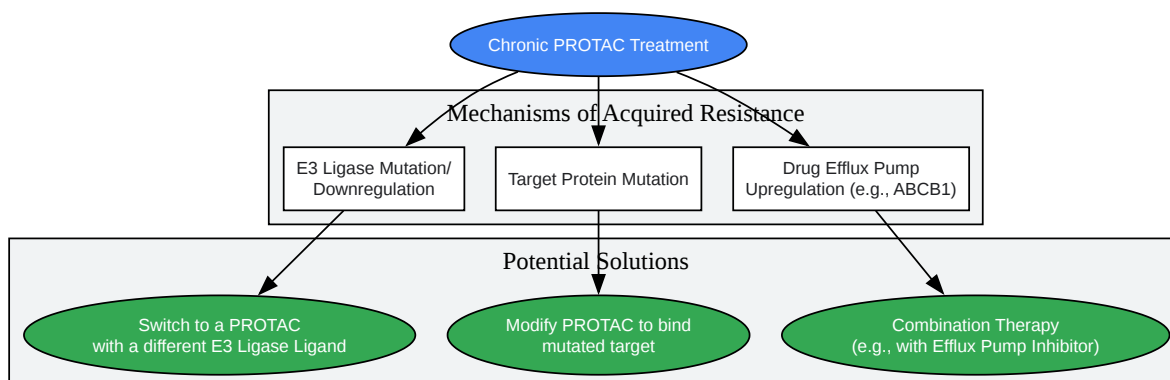 Chronic PROTAC Treatment
Mechanisms of Acquired Resistance
E3 Ligase Mutation/
Downregulation
Target Protein Mutation
Drug Efflux Pump
Upregulation (e.g., ABCB1)
Potential Solutions
Switch to a PROTAC
with a different E3 Ligase Ligand
Modify PROTAC to bind
mutated target
Combination Therapy
(e.g., with Efflux Pump Inhibitor)